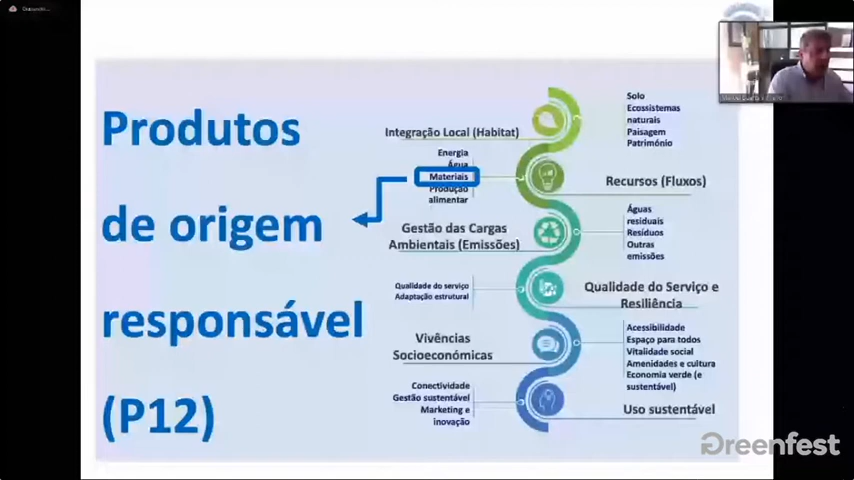 Produtos
de origem
responsável
(P12)
Integração Local (Habitat)
Solo
Ecossistemas
naturais
Paisagem
Património
Energia
Água
Materiais
Produção
alimentar
Recursos (Fluxos)
Gestão das Cargas
Ambientais (Emissões)
Águas
residuais
Resíduos
Outras
emissões
Qualidade do serviço
Adaptação estrutural
Qualidade do Serviço e
Resiliência
Vivências
Socioeconómicas
Acessibilidade
Espaço para todos
Vitalidade social
Amenidades e cultura
Economia verde (e
sustentável)
Conectividade
Gestão sustentável
Marketing e
inovação
Uso sustentável
Greenfest